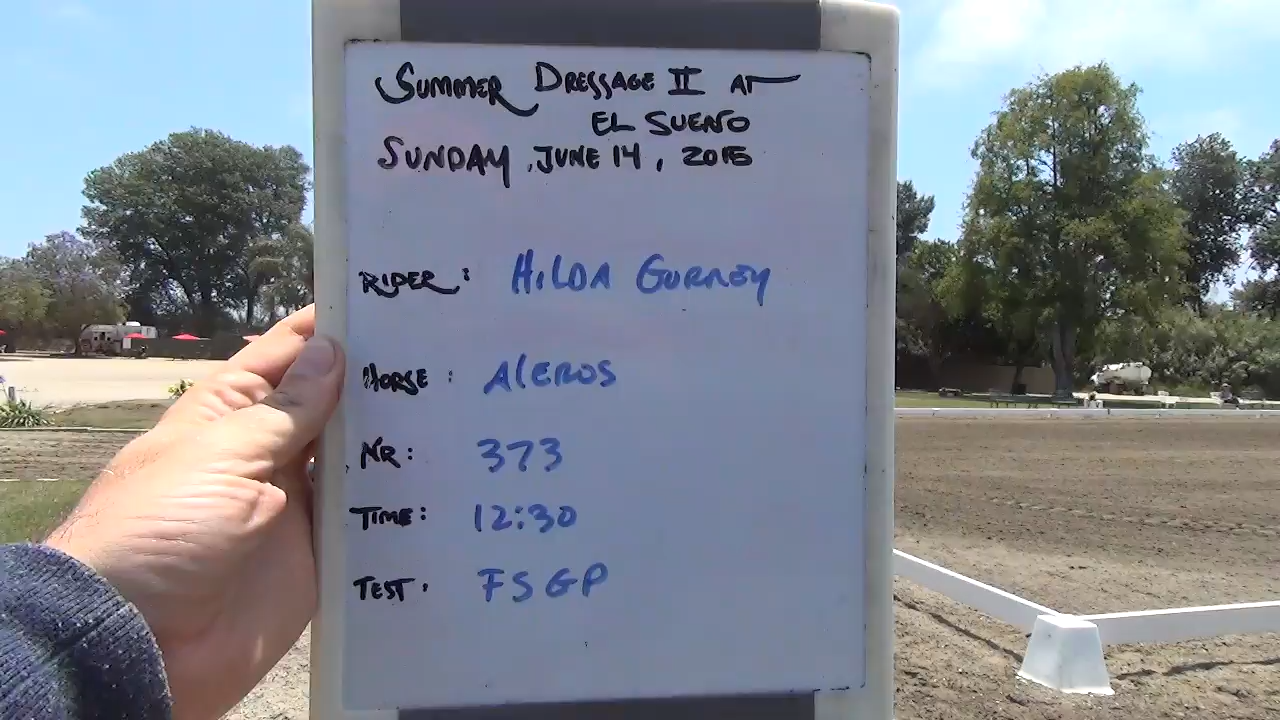 SUMMER DRESSAGE II AT
EL SUENO
SUNDAY, JUNE 14, 2015
RIDER: HILDA GURNEY
HORSE: AlEROS
NR: 373
TIME: 12:30
TEST. FSGP